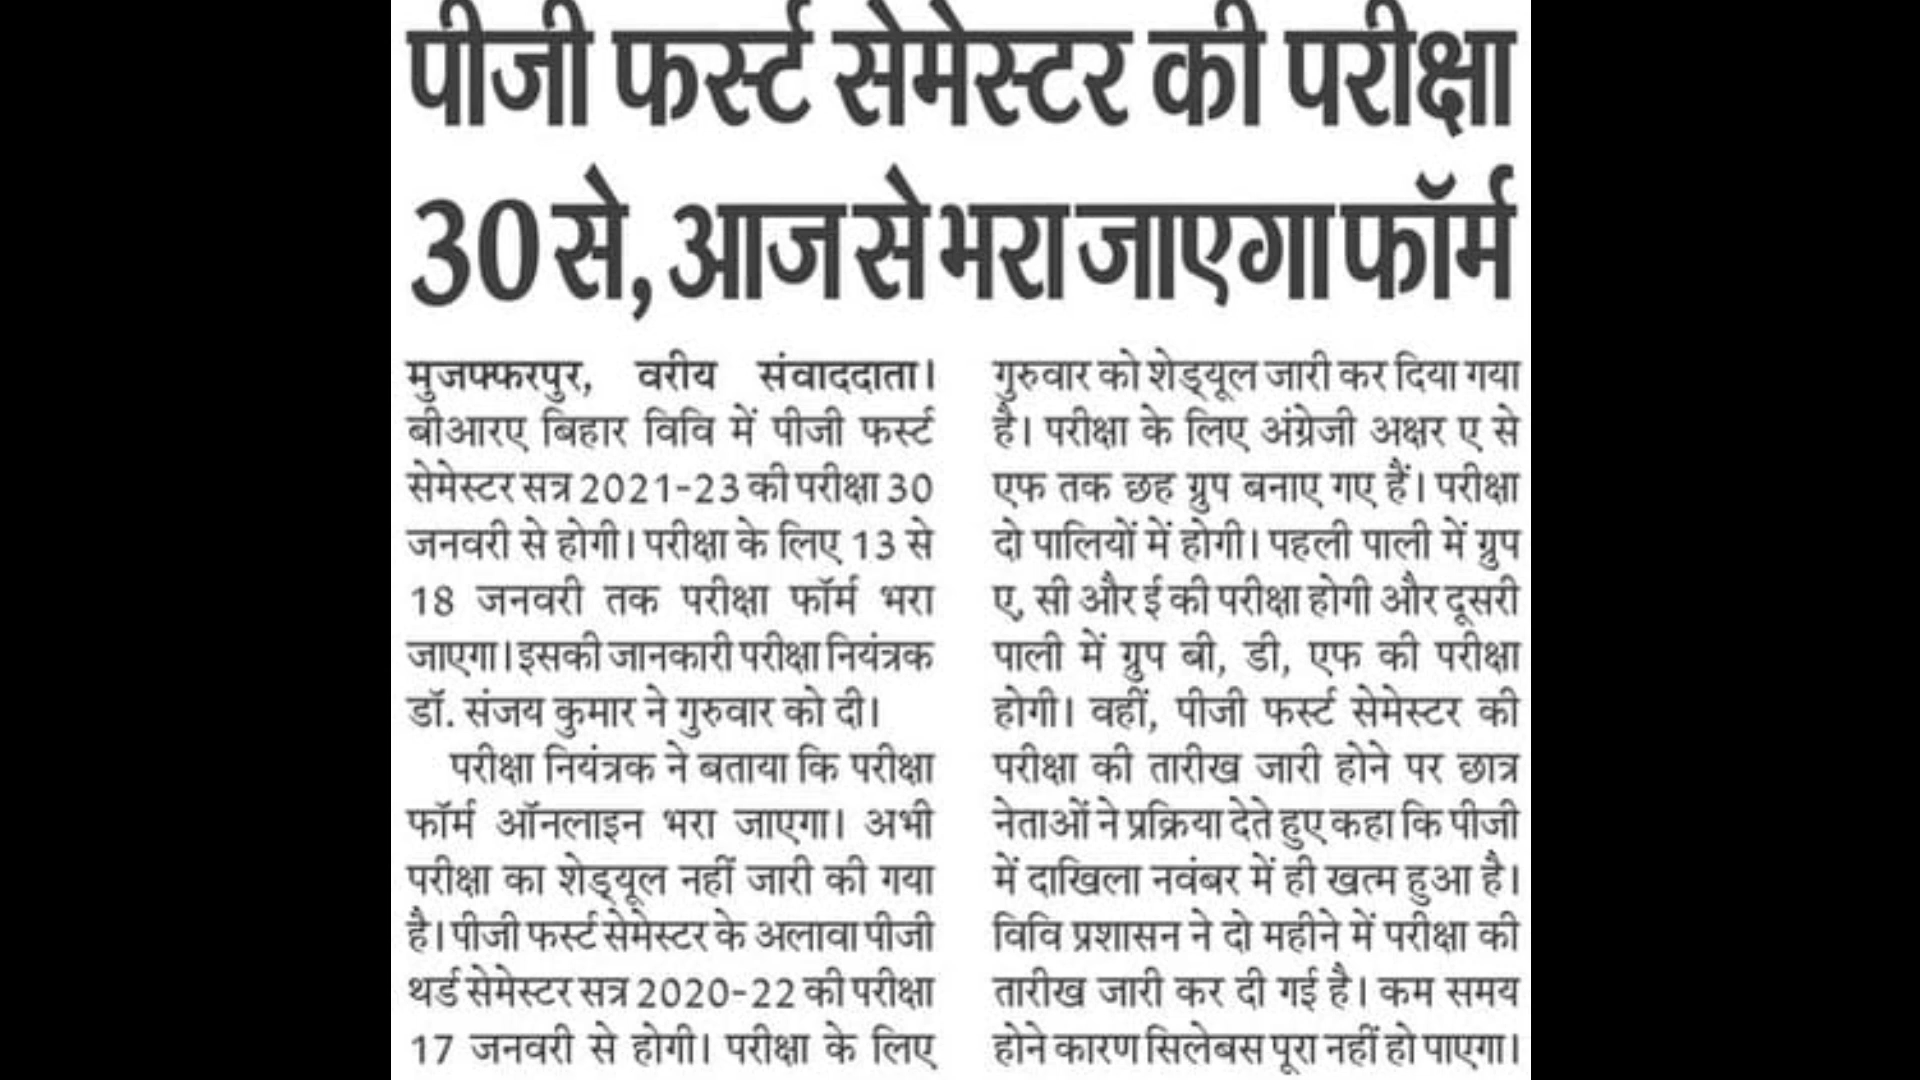 पीजी फर्स्ट सेमेस्टर की परीक्षा
30 से, आज से भरा जाएगा फॉर्म
मुजफ्फरपुर, वरीय संवाददाता।
बीआरए बिहार विवि में पीजी फर्स्ट
सेमेस्टर सत्र 2021-23 की परीक्षा 30
जनवरी से होगी। परीक्षा के लिए 13 से
18 जनवरी तक परीक्षा फॉर्म भरा
जाएगा। इसकी जानकारी परीक्षा नियंत्रक
डॉ. संजय कुमार ने गुरुवार को दी।
परीक्षा नियंत्रक ने बताया कि परीक्षा
फॉर्म ऑनलाइन भरा जाएगा। अभी
परीक्षा का शेड्यूल नहीं जारी की गया
है। पीजी फर्स्ट सेमेस्टर के अलावा पीजी
थर्ड सेमेस्टर सत्र 2020-22 की परीक्षा
17 जनवरी से होगी। परीक्षा के लिए
गुरुवार को शेड्यूल जारी कर दिया गया
है। परीक्षा के लिए अंग्रेजी अक्षर ए से
एफ तक छह ग्रुप बनाए गए हैं। परीक्षा
दो पालियों में होगी। पहली पाली में ग्रुप
ए, सी और ई की परीक्षा होगी और दूसरी
पाली में ग्रुप बी, डी, एफ की परीक्षा
होगी। वहीं, पीजी फर्स्ट सेमेस्टर की
परीक्षा की तारीख जारी होने पर छात्र
नेताओं ने प्रक्रिया देते हुए कहा कि पीजी
में दाखिला नवंबर में ही खत्म हुआ है।
विवि प्रशासन ने दो महीने में परीक्षा की
तारीख जारी कर दी गई है। कम समय
होने कारण सिलेबस पूरा नहीं हो पाएगा।